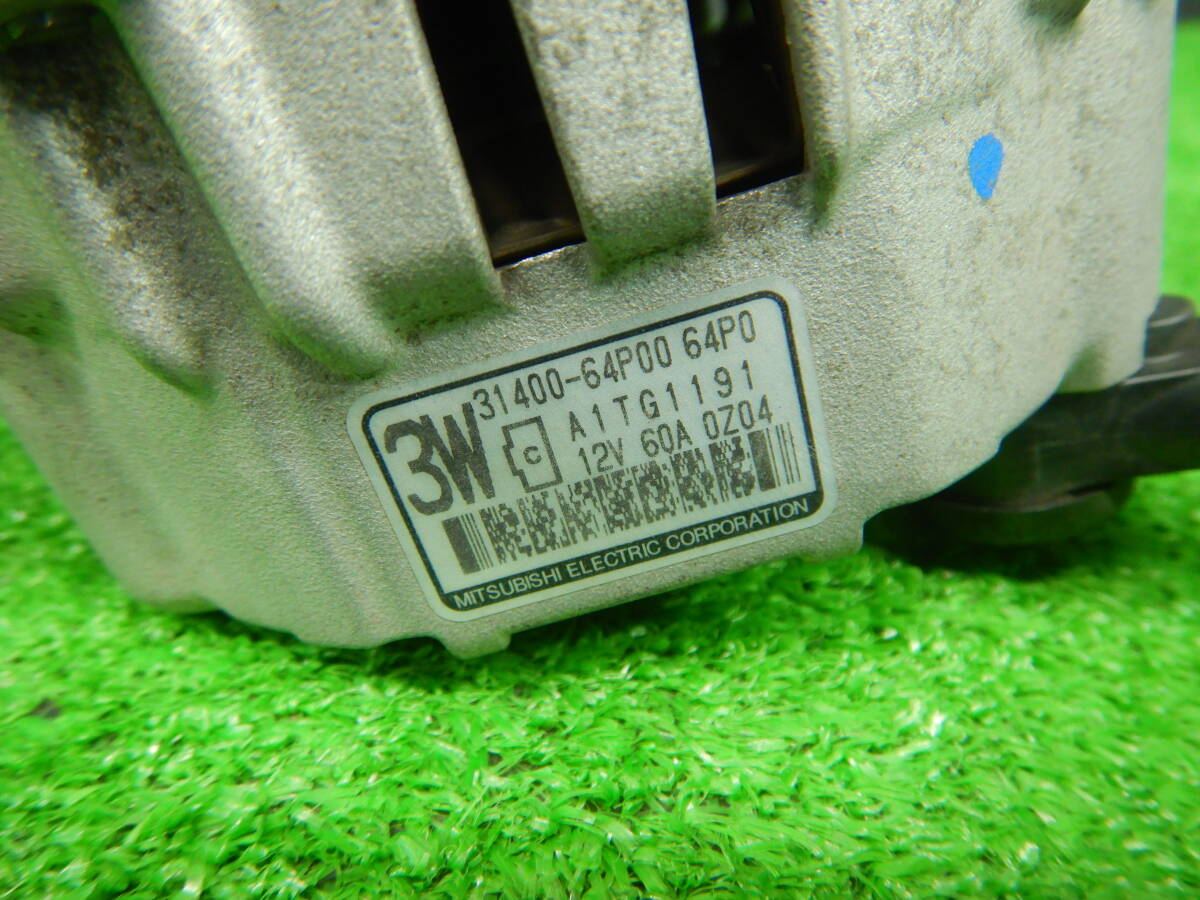 31400-64P00 64P0
3W C A1TG1191
12V 60A 0Z04
MITSUBISHI ELECTRIC CORPORATION